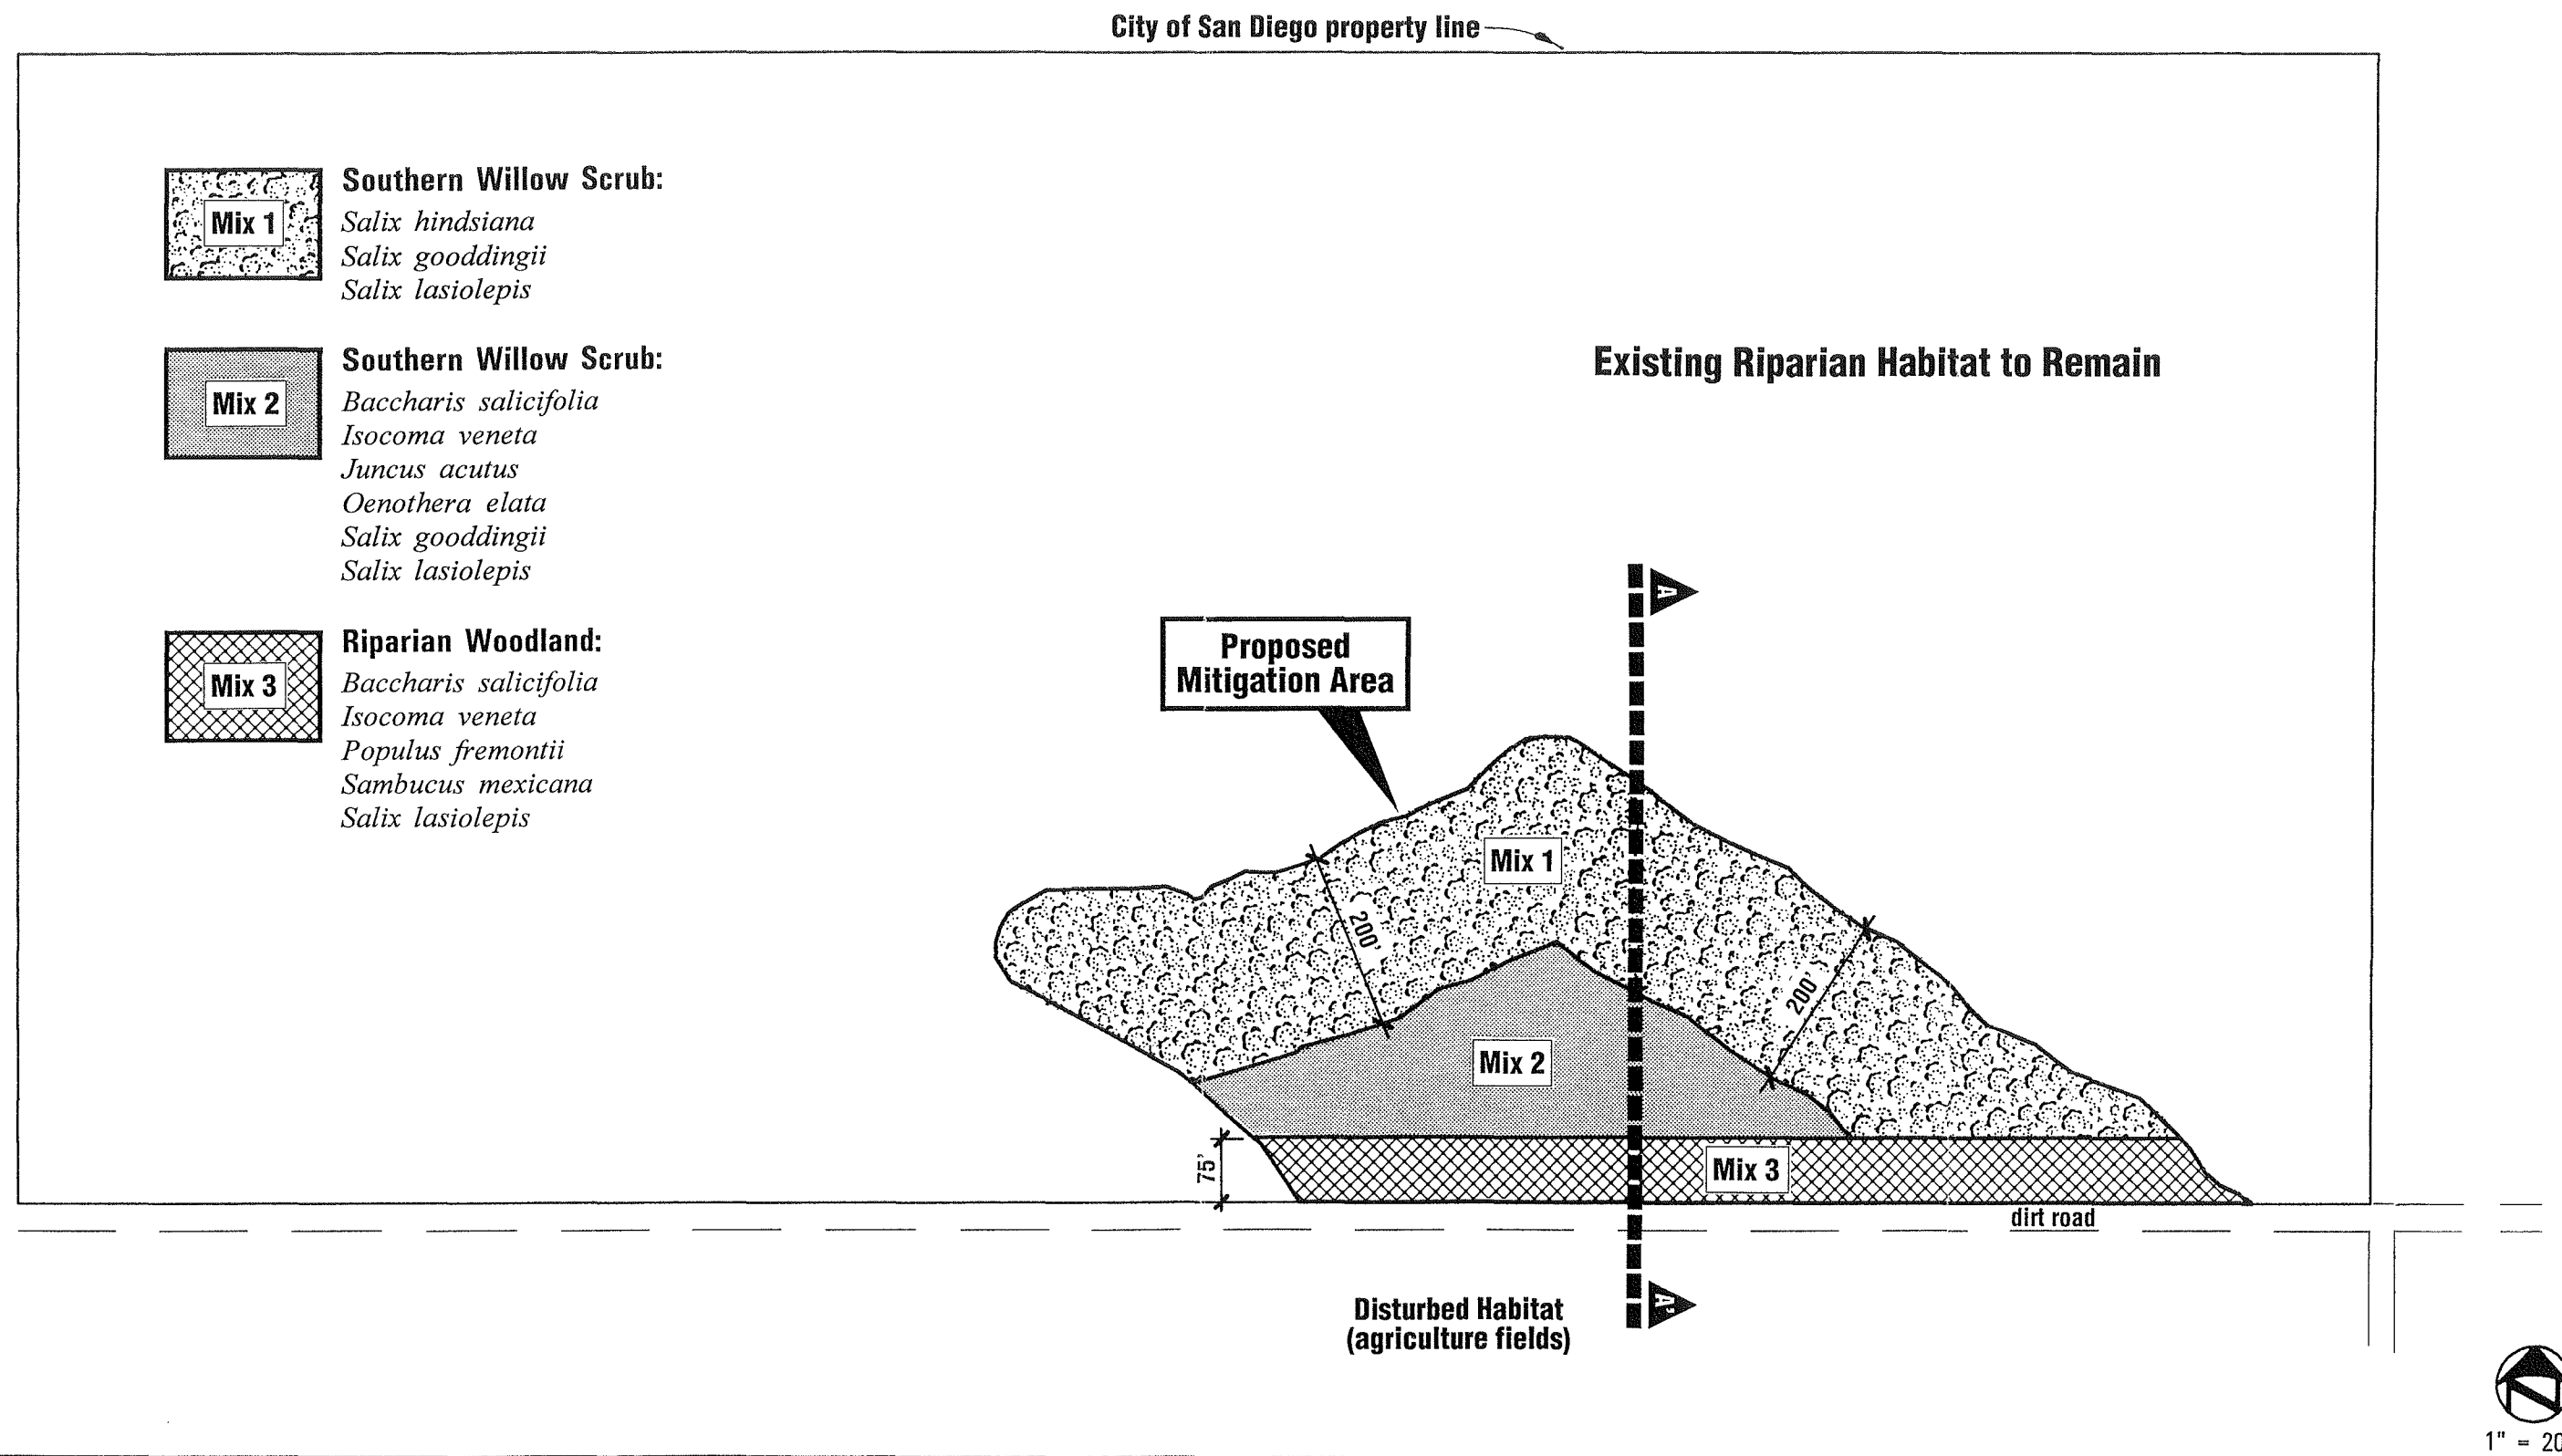 City of San Diego property line
Mix 1
Southern Willow Scrub:
Salix hindsiana
Salix gooddingii
Salix lasiolepis
Mix 2
Southern Willow Scrub:
Baccharis salicifolia
Isocoma veneta
Juncus acutus
Oenothera elata
Salix gooddingii
Salix lasiolepis
Mix 3
Riparian Woodland:
Baccharis salicifolia
Isocoma veneta
Populus fremontii
Sambucus mexicana
Salix lasiolepis
Existing Riparian Habitat to Remain
A
Proposed
Mitigation Area
Mix 1
200'
200'
Mix 2
75'
Mix 3
dirt road
Disturbed Habitat
(agriculture fields)
A'
1" =